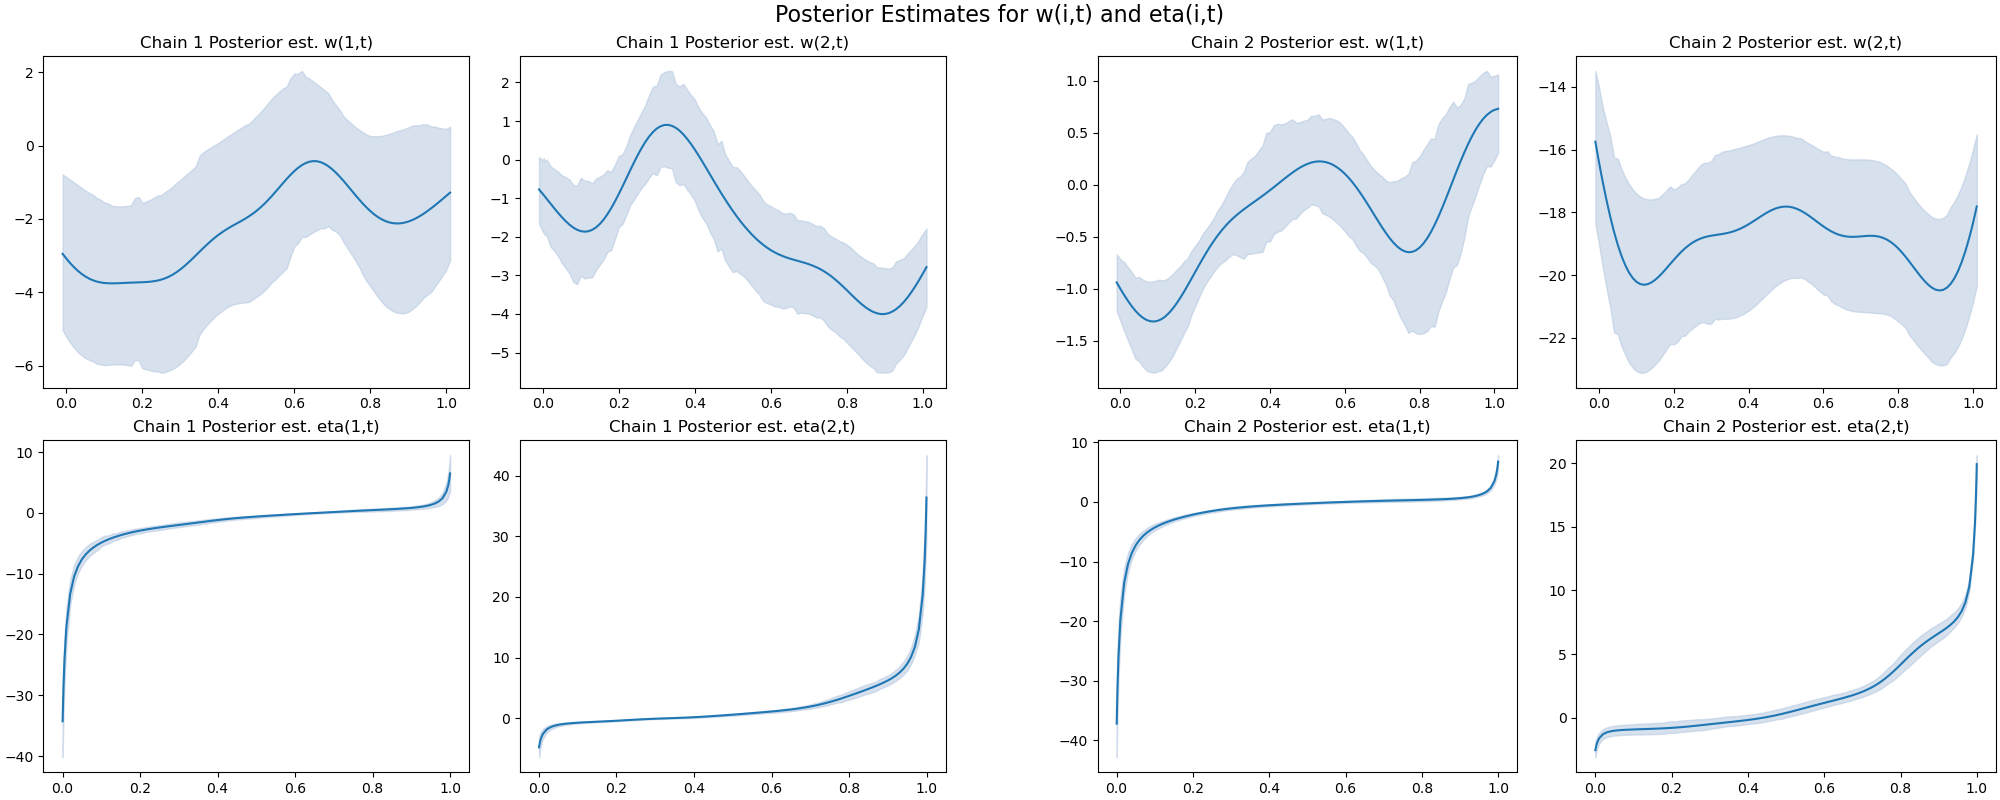 Posterior Estimates for w(i,t) and eta(i,t)
Chain 1 Posterior est. w(1,t)
2
0
−2
−4
−6
0.0 0.2 0.4 0.6 0.8 1.0
Chain 1 Posterior est. w(2,t)
2
1
0
−1
−2
−3
−4
−5
0.0 0.2 0.4 0.6 0.8 1.0
Chain 2 Posterior est. w(1,t)
1.0
0.5
0.0
−0.5
−1.0
−1.5
0.0 0.2 0.4 0.6 0.8 1.0
Chain 2 Posterior est. w(2,t)
−14
−16
−18
−20
−22
0.0 0.2 0.4 0.6 0.8 1.0
Chain 1 Posterior est. eta(1,t)
10
0
−10
−20
−30
−40
0.0 0.2 0.4 0.6 0.8 1.0
Chain 1 Posterior est. eta(2,t)
40
30
20
10
0
0.0 0.2 0.4 0.6 0.8 1.0
Chain 2 Posterior est. eta(1,t)
10
0
−10
−20
−30
−40
0.0 0.2 0.4 0.6 0.8 1.0
Chain 2 Posterior est. eta(2,t)
20
15
10
5
0
0.0 0.2 0.4 0.6 0.8 1.0